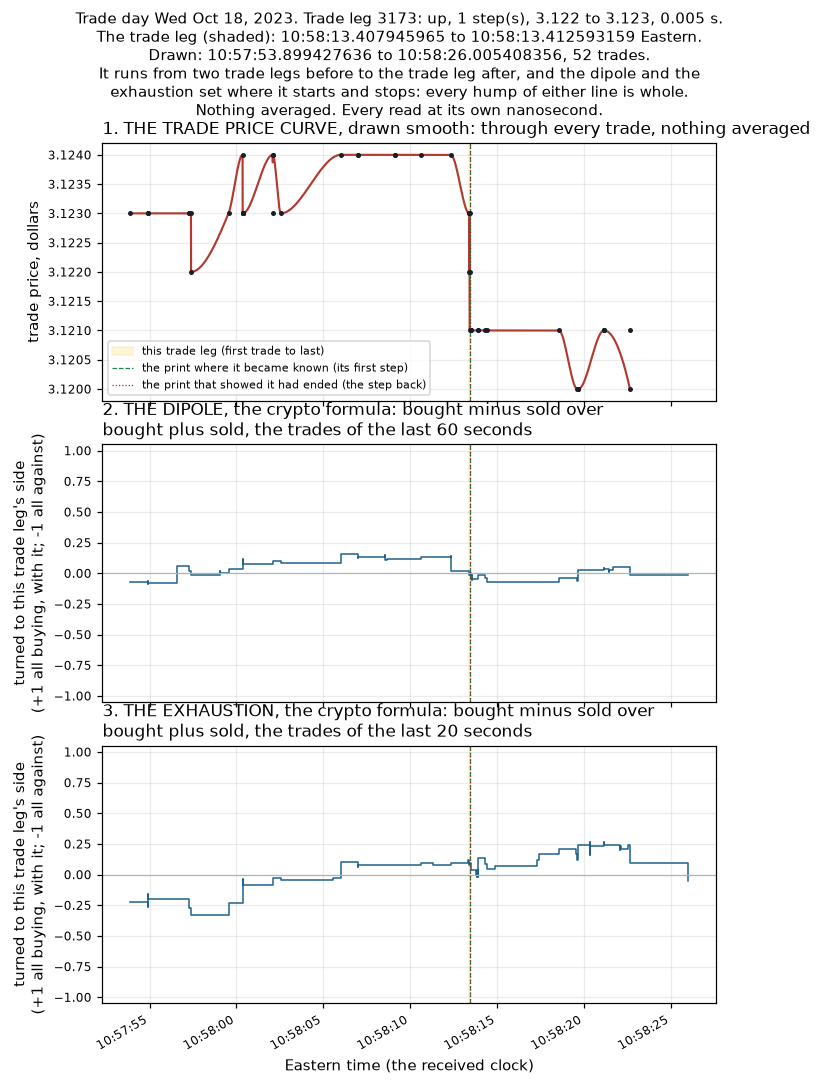 Trade day Wed Oct 18, 2023. Trade leg 3173: up, 1 step(s), 3.122 to 3.123, 0.005 s.
The trade leg (shaded): 10:58:13.407945965 to 10:58:13.412593159 Eastern.
Drawn: 10:57:53.899427636 to 10:58:26.005408356, 52 trades.
It runs from two trade legs before to the trade leg after, and the dipole and the
exhaustion set where it starts and stops: every hump of either line is whole.
Nothing averaged. Every read at its own nanosecond.
1. THE TRADE PRICE CURVE, drawn smooth: through every trade, nothing averaged
trade price, dollars
3.1240
3.1235
3.1230
3.1225
3.1220
3.1215
3.1210
3.1205
3.1200
this trade leg (first trade to last)
the print where it became known (its first step)
the print that showed it had ended (the step back)
2. THE DIPOLE, the crypto formula: bought minus sold over
bought plus sold, the trades of the last 60 seconds
turned to this trade leg's side
(+1 all buying, with it; -1 all against)
1.00
0.75
0.50
0.25
0.00
−0.25
−0.50
−0.75
−1.00
3. THE EXHAUSTION, the crypto formula: bought minus sold over
bought plus sold, the trades of the last 20 seconds
turned to this trade leg's side
(+1 all buying, with it; -1 all against)
1.00
0.75
0.50
0.25
0.00
−0.25
−0.50
−0.75
−1.00
10:57:55
10:58:00
10:58:05
10:58:10
10:58:15
10:58:20
10:58:25
Eastern time (the received clock)